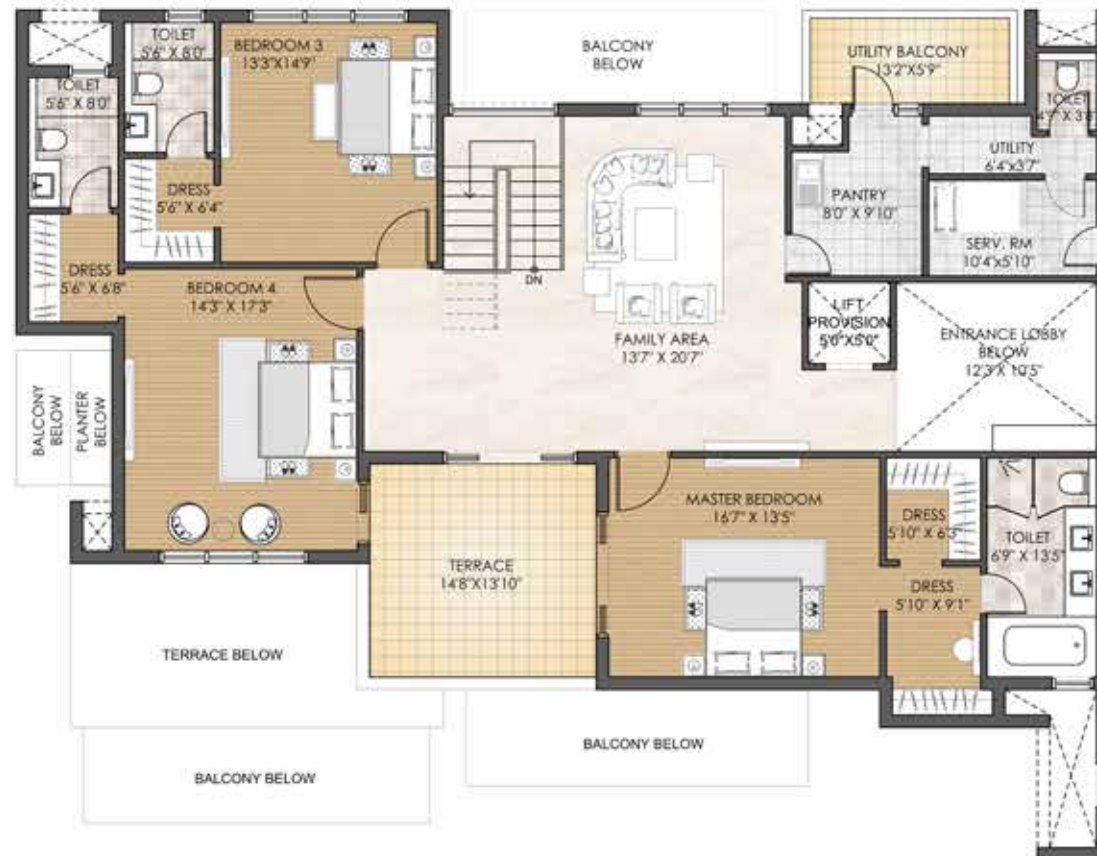 TOILET
5'6" X 8'0"
BEDROOM 3
13'3"X14'9"
BALCONY
BELOW
UTILITY BALCONY
13'2"X5'9"
TOILET
5'6" X 8'0"
TOILET
UTILITY
6'4"x3'7"
DRESS
5'6" X 6'4"
PANTRY
8'0" X 9'10"
SERV. RM
10'4"x5'10"
DRESS
5'6" X 6'8"
BEDROOM 4
14'3" X 17'3"
DN
LIFT
PROVISION
5'0"X5'0"
FAMILY AREA
13'7" X 20'7"
ENTRANCE LOBBY
BELOW
12'3 X 10'5"
BALCONY
BELOW
PLANTER
BELOW
MASTER BEDROOM
16'7" X 13'5"
DRESS
5'10" X 6'3"
TOILET
6'9" X 13'5"
TERRACE
14'8"X13'10"
DRESS
5'10" X 9'1"
TERRACE BELOW
BALCONY BELOW
BALCONY BELOW